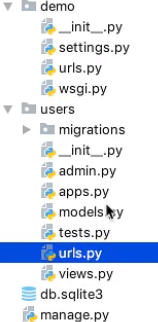 demo
__init__.py
settings.py
urls.py
wsgi.py
users
migrations
__init__.py
admin.py
apps.py
models.py
tests.py
urls.py
views.py
db.sqlite3
manage.py